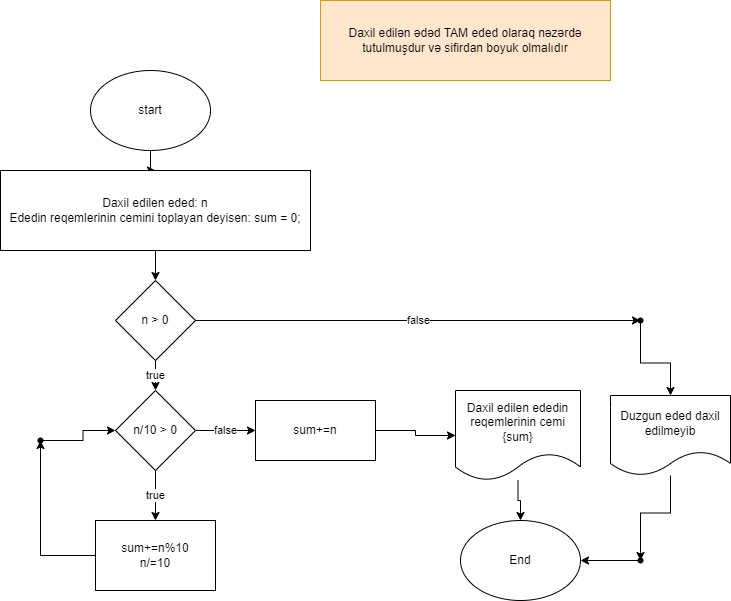 Daxil edilən ədəd TAM eded olaraq nəzərdə
tutulmuşdur və sifirdan boyuk olmalıdır
start
Daxil edilen eded: n
Ededin reqemlerinin cemini toplayan deyisen: sum = 0;
n > 0
false
true
n/10 > 0
false
sum+=n
Daxil edilen ededin
reqemlerinin cemi
{sum}
Duzgun eded daxil
edilmeyib
true
sum+=n%10
n/=10
End